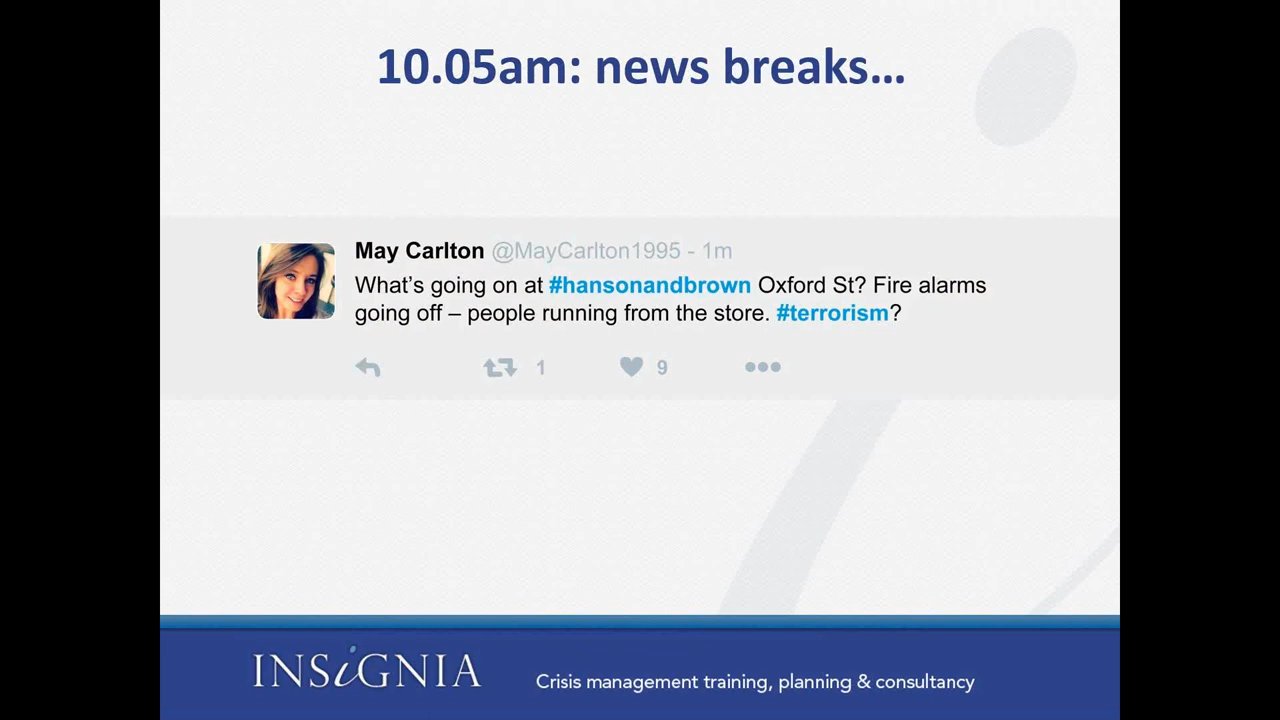 10.05am: news breaks…
May Carlton @MayCarlton1995 - 1m
What’s going on at #hansonandbrown Oxford St? Fire alarms
going off – people running from the store. #terrorism?
1 9
INSiGNIA
Crisis management training, planning & consultancy